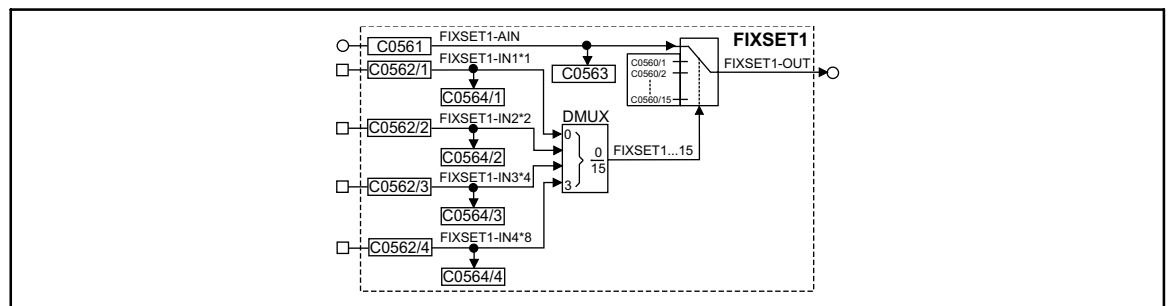 FIXSET1
C0561
FIXSET1-AIN
C0563
C0560/1
C0560/2
C0560/15
FIXSET1-OUT
C0562/1
FIXSET1-IN1*1
C0564/1
C0562/2
FIXSET1-IN2*2
C0564/2
DMUX
0
3
0
15
FIXSET1...15
C0562/3
FIXSET1-IN3*4
C0564/3
C0562/4
FIXSET1-IN4*8
C0564/4